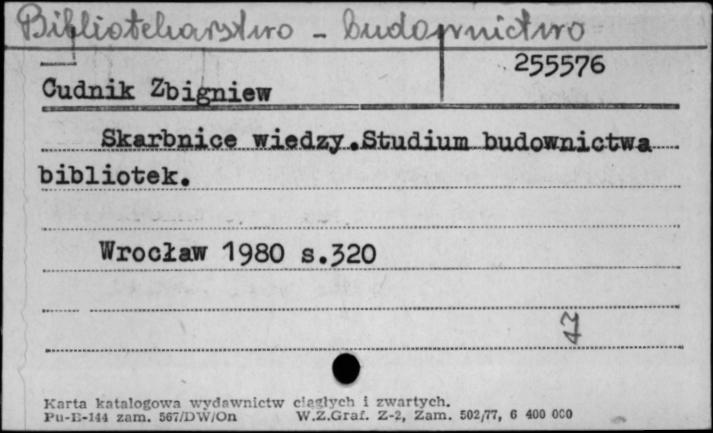 Bibliotekarstwo - budownictwo
255576
Cudnik Zbigniew
Skarbnice wiedzy.Studium budownictwa
bibliotek.
Wrocław 1980 s.320
J
Karta katalogowa wydawnictw ciągłych i zwartych.
Pu-B-144 zam. 567/DW/On W.Z.Graf. Z-2, Zam. 502/77, 6 400 000